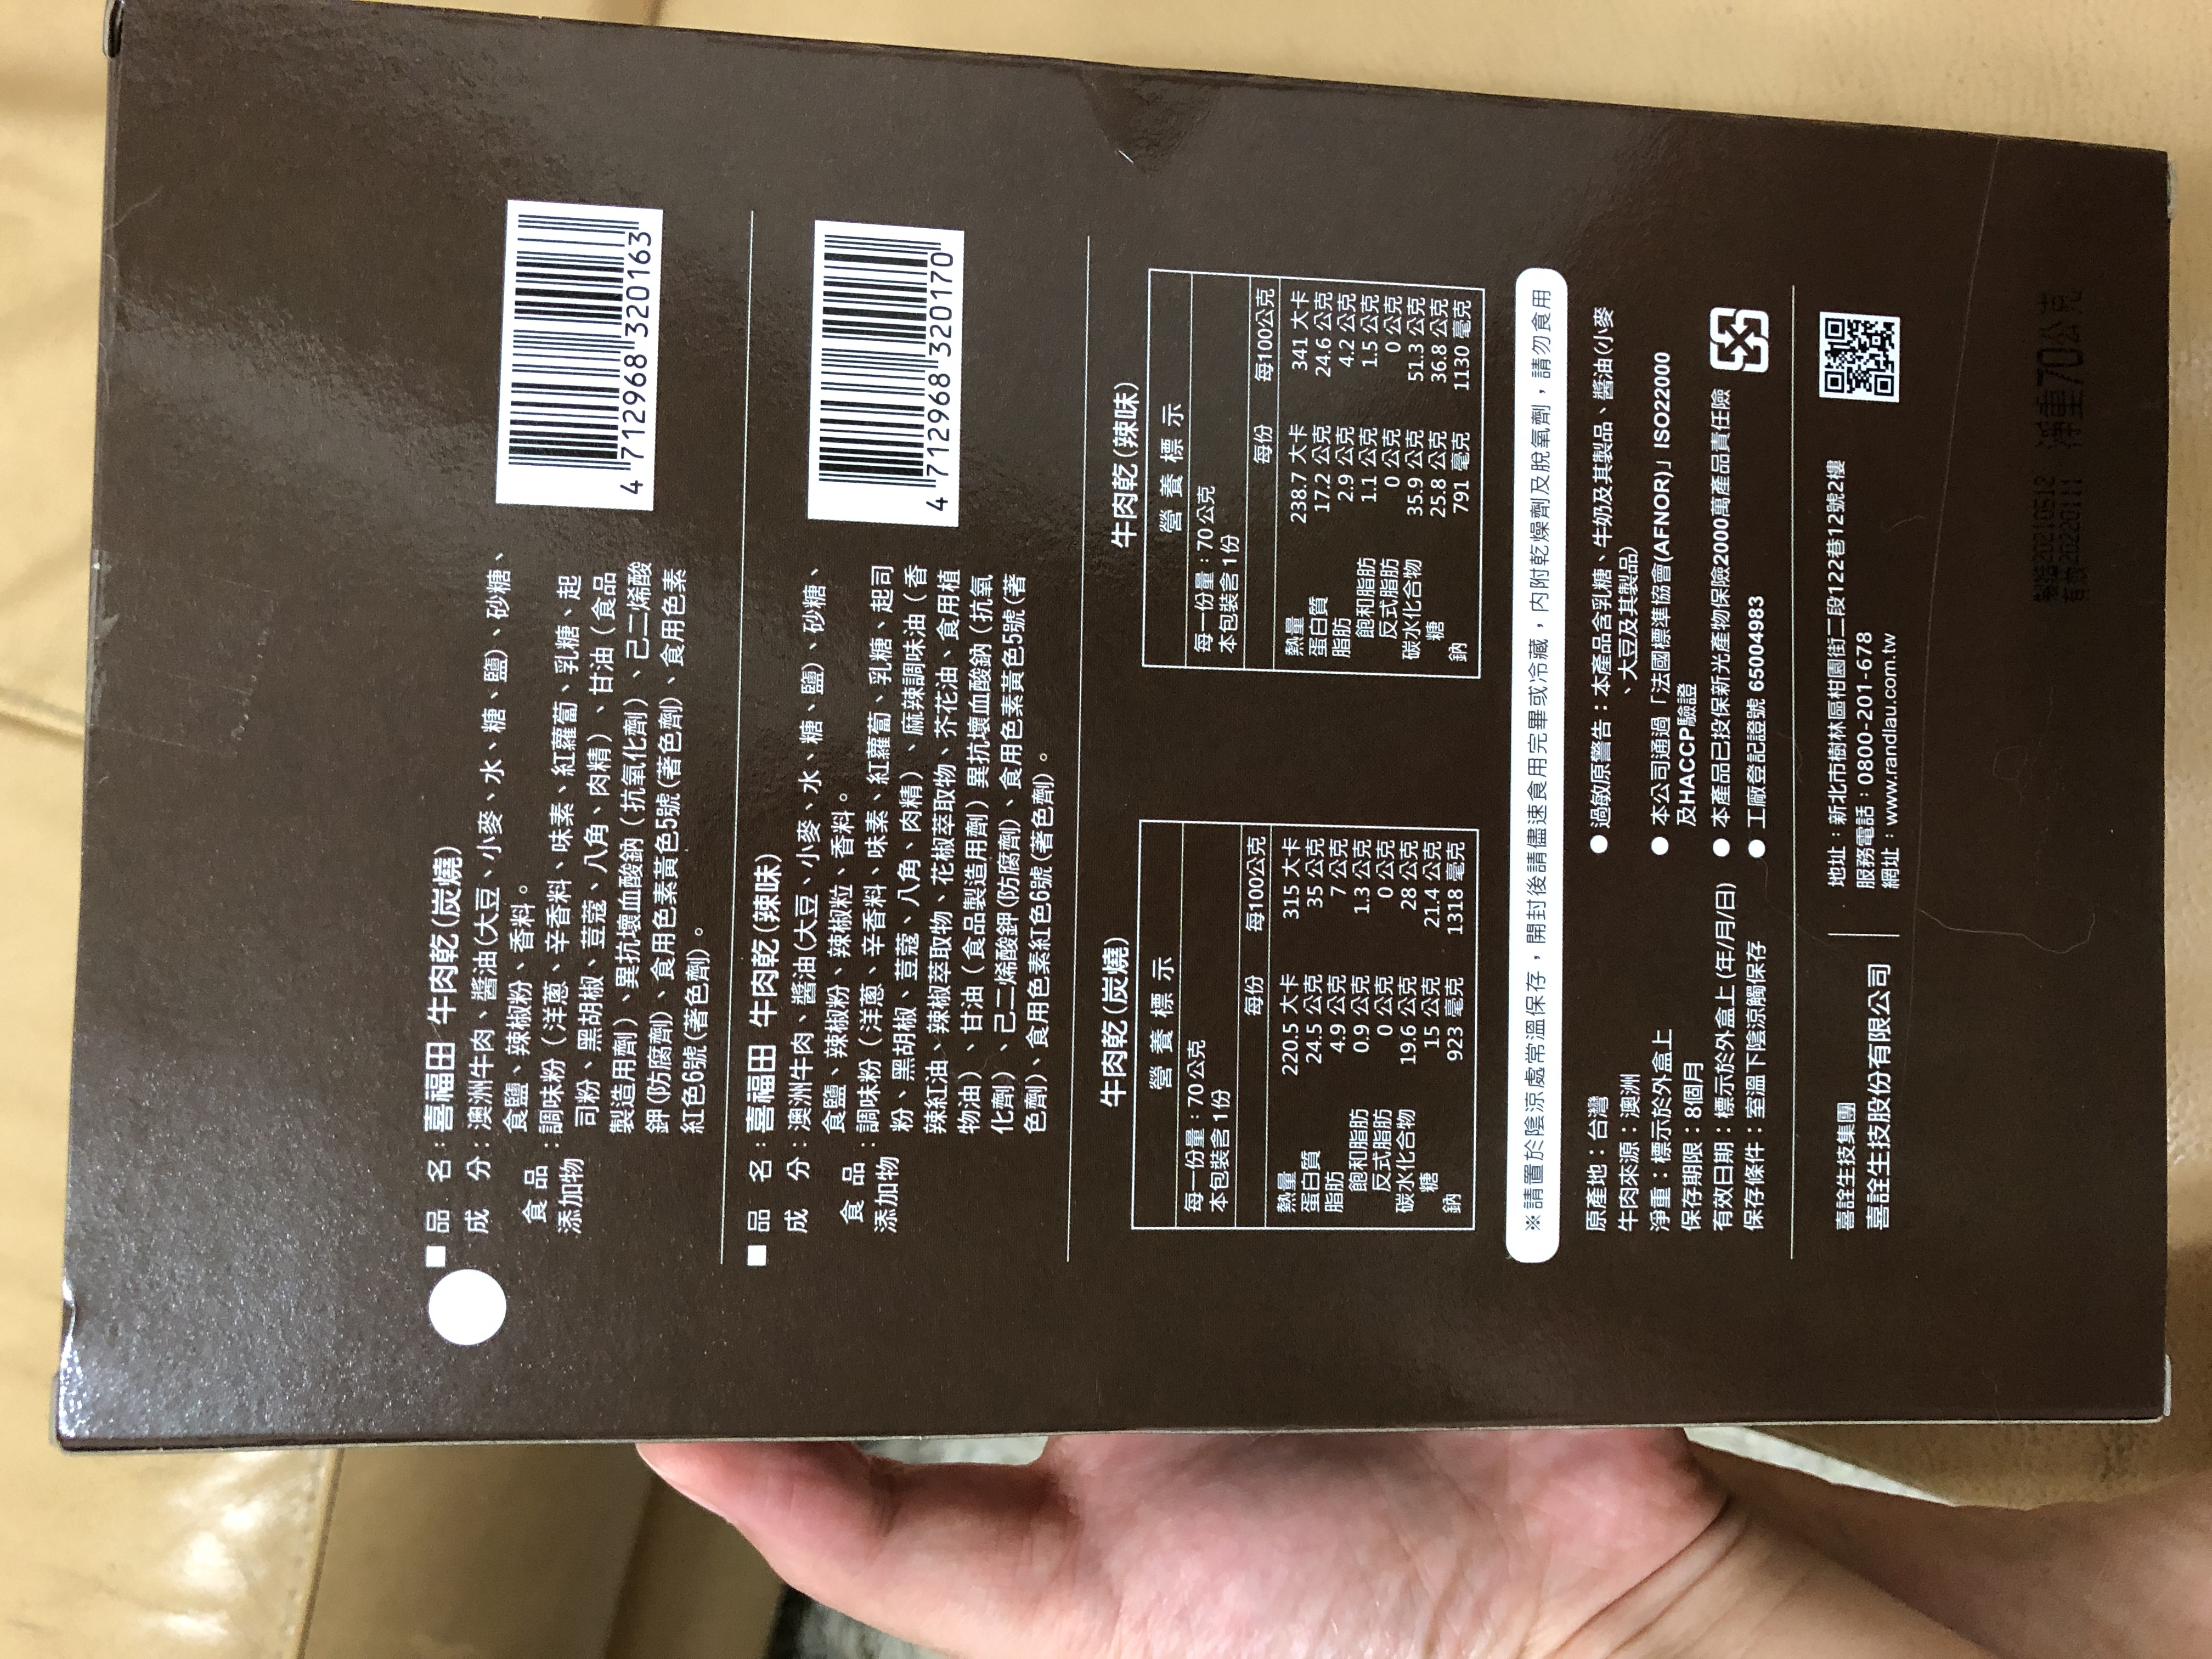 ■ 品 名：喜福田 牛肉乾（炭燒）
成 分：澳洲牛肉、醬油（大豆、小麥、水、糖、鹽）、砂糖、
食鹽、辣椒粉、香料。
食 品
添加物
：調味粉（洋蔥、辛香料、味素、紅蘿蔔、乳糖、起
司粉、黑胡椒、荳蔻、八角、肉精）、甘油（食品
製造用劑）、異抗壞血酸鈉（抗氧化劑）、己二烯酸
鉀（防腐劑）、食用色素黃色5號（著色劑）、食用色素
紅色6號（著色劑）。
4 712968 320163
■ 品 名：喜福田 牛肉乾（辣味）
成 分：澳洲牛肉、醬油（大豆、小麥、水、糖、鹽）、砂糖、
食鹽、辣椒粉、辣椒粒、香料。
食 品
添加物
：調味粉（洋蔥、辛香料、味素、紅蘿蔔、乳糖、起司
粉、黑胡椒、荳蔻、八角、肉精）、麻辣調味油（香
辣紅油、辣椒萃取物、花椒萃取物、芥花油、食用植
物油）、甘油（食品製造用劑）異抗壞血酸鈉（抗氧
化劑）、己二烯酸鉀（防腐劑）、食用色素黃色5號（著
色劑）、食用色素紅色6號（著色劑）。
4 712968 320170
牛肉乾（炭燒）
營 養 標 示
每一份量：70公克
本包裝含 1 份
每份 每100公克
熱量 220.5 大卡 315 大卡
蛋白質 24.5 公克 35 公克
脂肪 4.9 公克 7 公克
飽和脂肪 0.9 公克 1.3 公克
反式脂肪 0 公克 0 公克
碳水化合物 19.6 公克 28 公克
糖 15 公克 21.4 公克
鈉 923 毫克 1318 毫克
牛肉乾（辣味）
營 養 標 示
每一份量：70公克
本包裝含 1 份
每份 每100公克
熱量 238.7 大卡 341 大卡
蛋白質 17.2 公克 24.6 公克
脂肪 2.9 公克 4.2 公克
飽和脂肪 1.1 公克 1.5 公克
反式脂肪 0 公克 0 公克
碳水化合物 35.9 公克 51.3 公克
糖 25.8 公克 36.8 公克
鈉 791 毫克 1130 毫克
※請置於陰涼處常溫保存，開封後請儘速食用完畢或冷藏，內附乾燥劑及脫氧劑，請勿食用
原產地：台灣
牛肉來源：澳洲
淨重：標示於外盒上
保存期限：8個月
有效日期：標示於外盒上 (年/月/日)
保存條件：室溫下陰涼觸保存
● 過敏原警告：本產品含乳糖、牛奶及其製品、醬油(小麥
、大豆及其製品)
● 本公司通過「法國標準協會(AFNOR)」ISO22000
及HACCP驗證
● 本產品已投保新光產物保險2000萬產品責任險
● 工廠登記證號 65004983
喜詮生技集團
喜詮生技股份有限公司
地址：新北市樹林區柑園街二段122巷12號2樓
服務電話：0800-201-678
網址：www.randlau.com.tw
製造20210512 淨重70公克
有效20220111